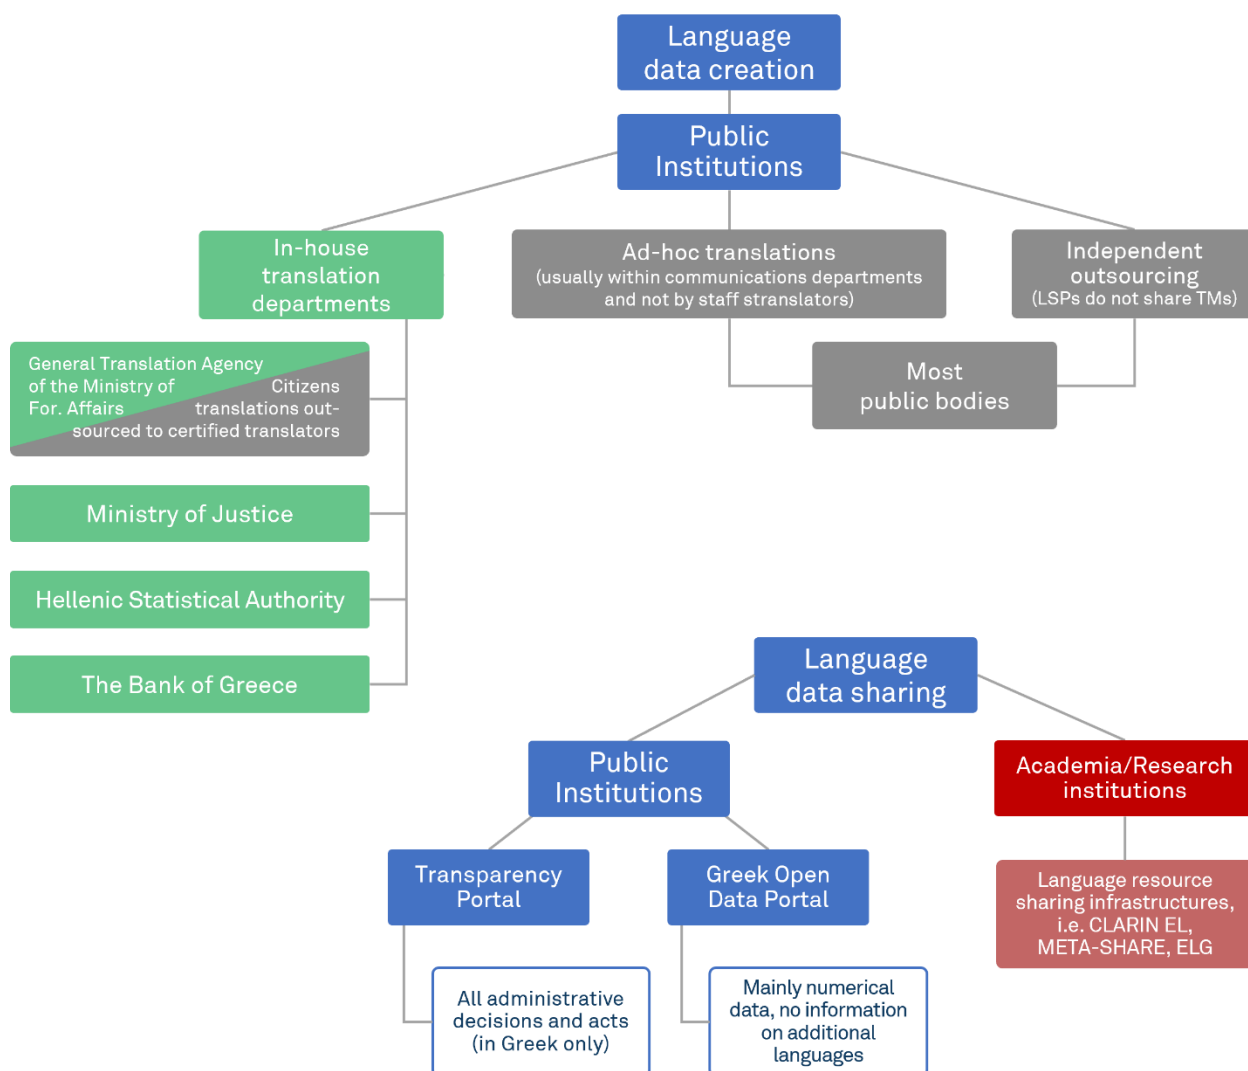 Language
data creation
Public
Institutions
In-house
translation
departments
Ad-hoc translations
(usually within communications departments
and not by staff stranslators)
Independent
outsourcing
(LSPs do not share TMs)
General Translation Agency
of the Ministry of
For. Affairs
Citizens
translations out-
sourced to certified translators
Most
public bodies
Ministry of Justice
Hellenic Statistical Authority
The Bank of Greece
Language
data sharing
Public
Institutions
Academia/Research
institutions
Transparency
Portal
Greek Open
Data Portal
Language resource
sharing infrastructures,
i.e. CLARIN EL,
META-SHARE, ELG
All administrative
decisions and acts
(in Greek only)
Mainly numerical
data, no information
on additional
languages